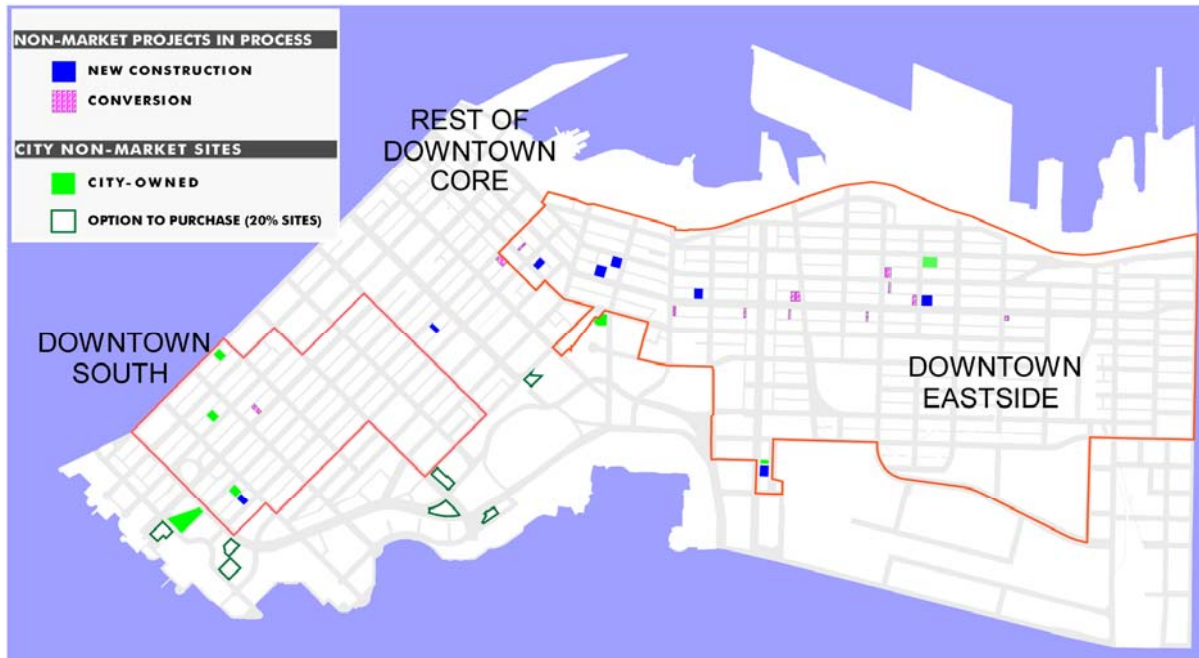 NON-MARKET PROJECTS IN PROCESS
NEW CONSTRUCTION
CONVERSION
CITY NON-MARKET SITES
CITY-OWNED
OPTION TO PURCHASE (20% SITES)
REST OF
DOWNTOWN
CORE
DOWNTOWN
SOUTH
DOWNTOWN
EASTSIDE